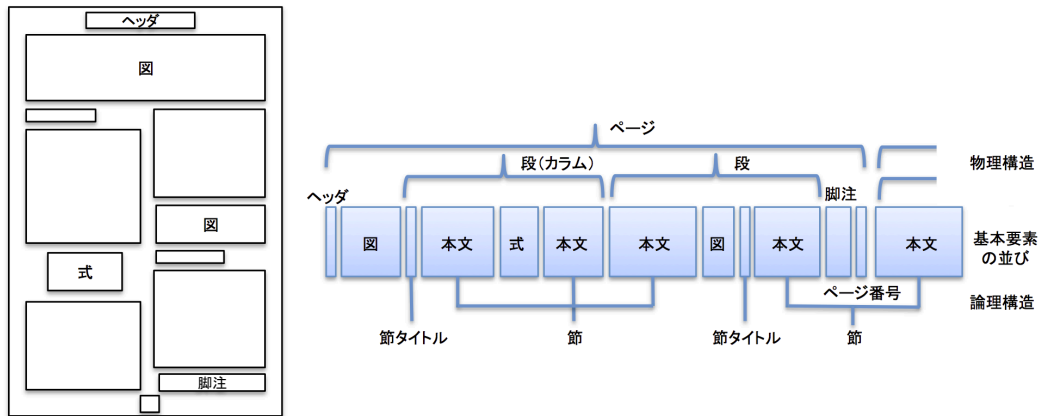 ヘッダ
図
図
式
脚注
ページ
段(カラム)
段
物理構造
ヘッダ
脚注
図
本文
式
本文
本文
図
本文
本文
基本要素
の並び
ページ番号
論理構造
節タイトル
節
節タイトル
節